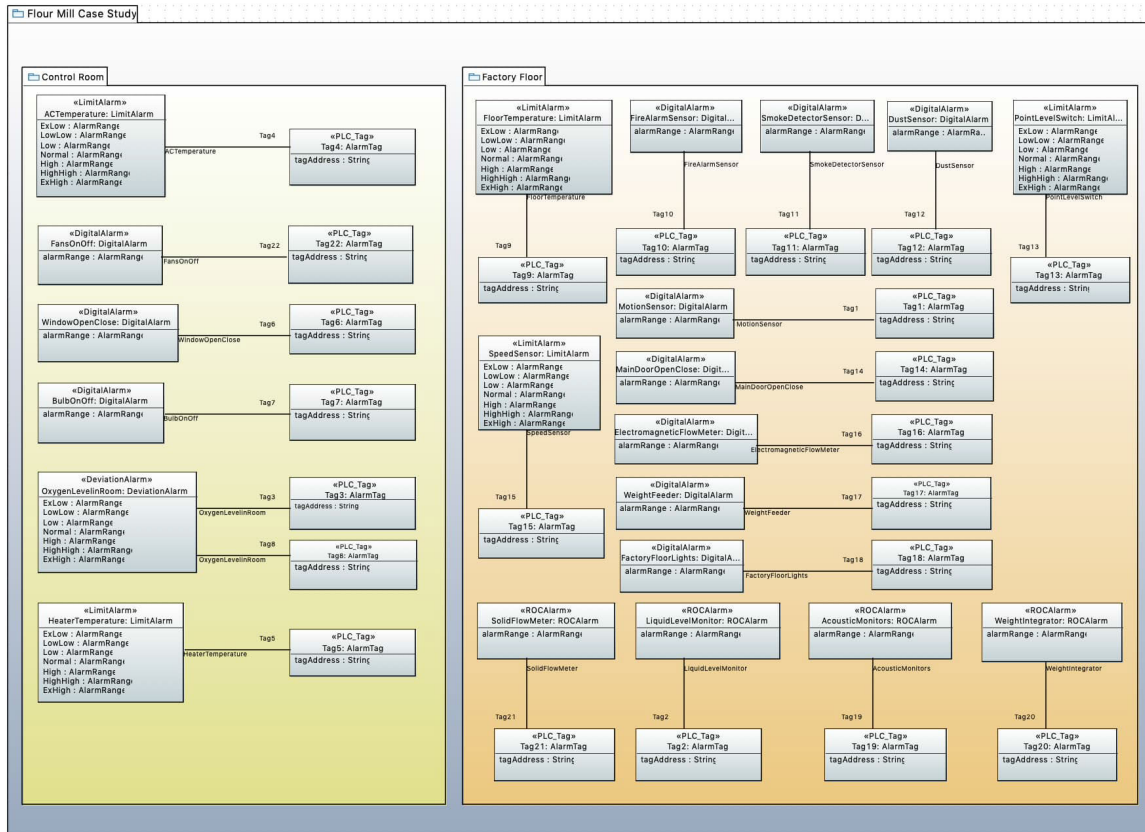 Flour Mill Case Study
Control Room
«LimitAlarm»
ACTemperature: LimitAlarm
ExLow : AlarmRange
LowLow : AlarmRange
Low : AlarmRange
Normal : AlarmRange
High : AlarmRange
HighHigh : AlarmRange
ExHigh : AlarmRange
ACTemperature
Tag4
«PLC_Tag»
Tag4: AlarmTag
tagAddress : String
«DigitalAlarm»
FansOnOff: DigitalAlarm
alarmRange : AlarmRange
FansOnOff
Tag22
«PLC_Tag»
Tag22: AlarmTag
tagAddress : String
«DigitalAlarm»
WindowOpenClose: DigitalAlarm
alarmRange : AlarmRange
WindowOpenClose
Tag6
«PLC_Tag»
Tag6: AlarmTag
tagAddress : String
«DigitalAlarm»
BulbOnOff: DigitalAlarm
alarmRange : AlarmRange
BulbOnOff
Tag7
«PLC_Tag»
Tag7: AlarmTag
tagAddress : String
«DeviationAlarm»
OxygenLevelinRoom: DeviationAlarm
ExLow : AlarmRange
LowLow : AlarmRange
Low : AlarmRange
Normal : AlarmRange
High : AlarmRange
HighHigh : AlarmRange
ExHigh : AlarmRange
OxygenLevelinRoom
Tag3
«PLC_Tag»
Tag3: AlarmTag
tagAddress : String
OxygenLevelinRoom
Tag8
«PLC_Tag»
Tag8: AlarmTag
tagAddress : String
«LimitAlarm»
HeaterTemperature: LimitAlarm
ExLow : AlarmRange
LowLow : AlarmRange
Low : AlarmRange
Normal : AlarmRange
High : AlarmRange
HighHigh : AlarmRange
ExHigh : AlarmRange
HeaterTemperature
Tag5
«PLC_Tag»
Tag5: AlarmTag
tagAddress : String
Factory Floor
«LimitAlarm»
FloorTemperature: LimitAlarm
ExLow : AlarmRange
LowLow : AlarmRange
Low : AlarmRange
Normal : AlarmRange
High : AlarmRange
HighHigh : AlarmRange
ExHigh : AlarmRange
FloorTemperature
Tag9
«PLC_Tag»
Tag9: AlarmTag
tagAddress : String
«DigitalAlarm»
FireAlarmSensor: Digital...
alarmRange : AlarmRange
FireAlarmSensor
Tag10
«PLC_Tag»
Tag10: AlarmTag
tagAddress : String
«DigitalAlarm»
SmokeDetectorSensor: D...
alarmRange : AlarmRange
SmokeDetectorSensor
Tag11
«PLC_Tag»
Tag11: AlarmTag
tagAddress : String
«DigitalAlarm»
DustSensor: DigitalAlarm
alarmRange : AlarmRa..
DustSensor
Tag12
«PLC_Tag»
Tag12: AlarmTag
tagAddress : String
«LimitAlarm»
PointLevelSwitch: LimitAl...
ExLow : AlarmRange
LowLow : AlarmRange
Low : AlarmRange
Normal : AlarmRange
High : AlarmRange
HighHigh : AlarmRange
ExHigh : AlarmRange
PointLevelSwitch
Tag13
«PLC_Tag»
Tag13: AlarmTag
tagAddress : String
«DigitalAlarm»
MotionSensor: DigitalAlarm
alarmRange : AlarmRange
MotionSensor
Tag1
«PLC_Tag»
Tag1: AlarmTag
tagAddress : String
«LimitAlarm»
SpeedSensor: LimitAlarm
ExLow : AlarmRange
LowLow : AlarmRange
Low : AlarmRange
Normal : AlarmRange
High : AlarmRange
HighHigh : AlarmRange
ExHigh : AlarmRange
SpeedSensor
Tag15
«PLC_Tag»
Tag15: AlarmTag
tagAddress : String
«DigitalAlarm»
MainDoorOpenClose: Digit...
alarmRange : AlarmRange
MainDoorOpenClose
Tag14
«PLC_Tag»
Tag14: AlarmTag
tagAddress : String
«DigitalAlarm»
ElectromagneticFlowMeter: Digit...
alarmRange : AlarmRange
ElectromagneticFlowMeter
Tag16
«PLC_Tag»
Tag16: AlarmTag
tagAddress : String
«DigitalAlarm»
WeightFeeder: DigitalAlarm
alarmRange : AlarmRange
WeightFeeder
Tag17
«PLC_Tag»
Tag17: AlarmTag
tagAddress : String
«DigitalAlarm»
FactoryFloorLights: DigitalA...
alarmRange : AlarmRange
FactoryFloorLights
Tag18
«PLC_Tag»
Tag18: AlarmTag
tagAddress : String
«ROCAlarm»
SolidFlowMeter: ROCAlarm
alarmRange : AlarmRange
SolidFlowMeter
Tag21
«PLC_Tag»
Tag21: AlarmTag
tagAddress : String
«ROCAlarm»
LiquidLevelMonitor: ROCAlarm
alarmRange : AlarmRange
LiquidLevelMonitor
Tag2
«PLC_Tag»
Tag2: AlarmTag
tagAddress : String
«ROCAlarm»
AcousticMonitors: ROCAlarm
alarmRange : AlarmRange
AcousticMonitors
Tag19
«PLC_Tag»
Tag19: AlarmTag
tagAddress : String
«ROCAlarm»
WeightIntegrator: ROCAlarm
alarmRange : AlarmRange
WeightIntegrator
Tag20
«PLC_Tag»
Tag20: AlarmTag
tagAddress : String